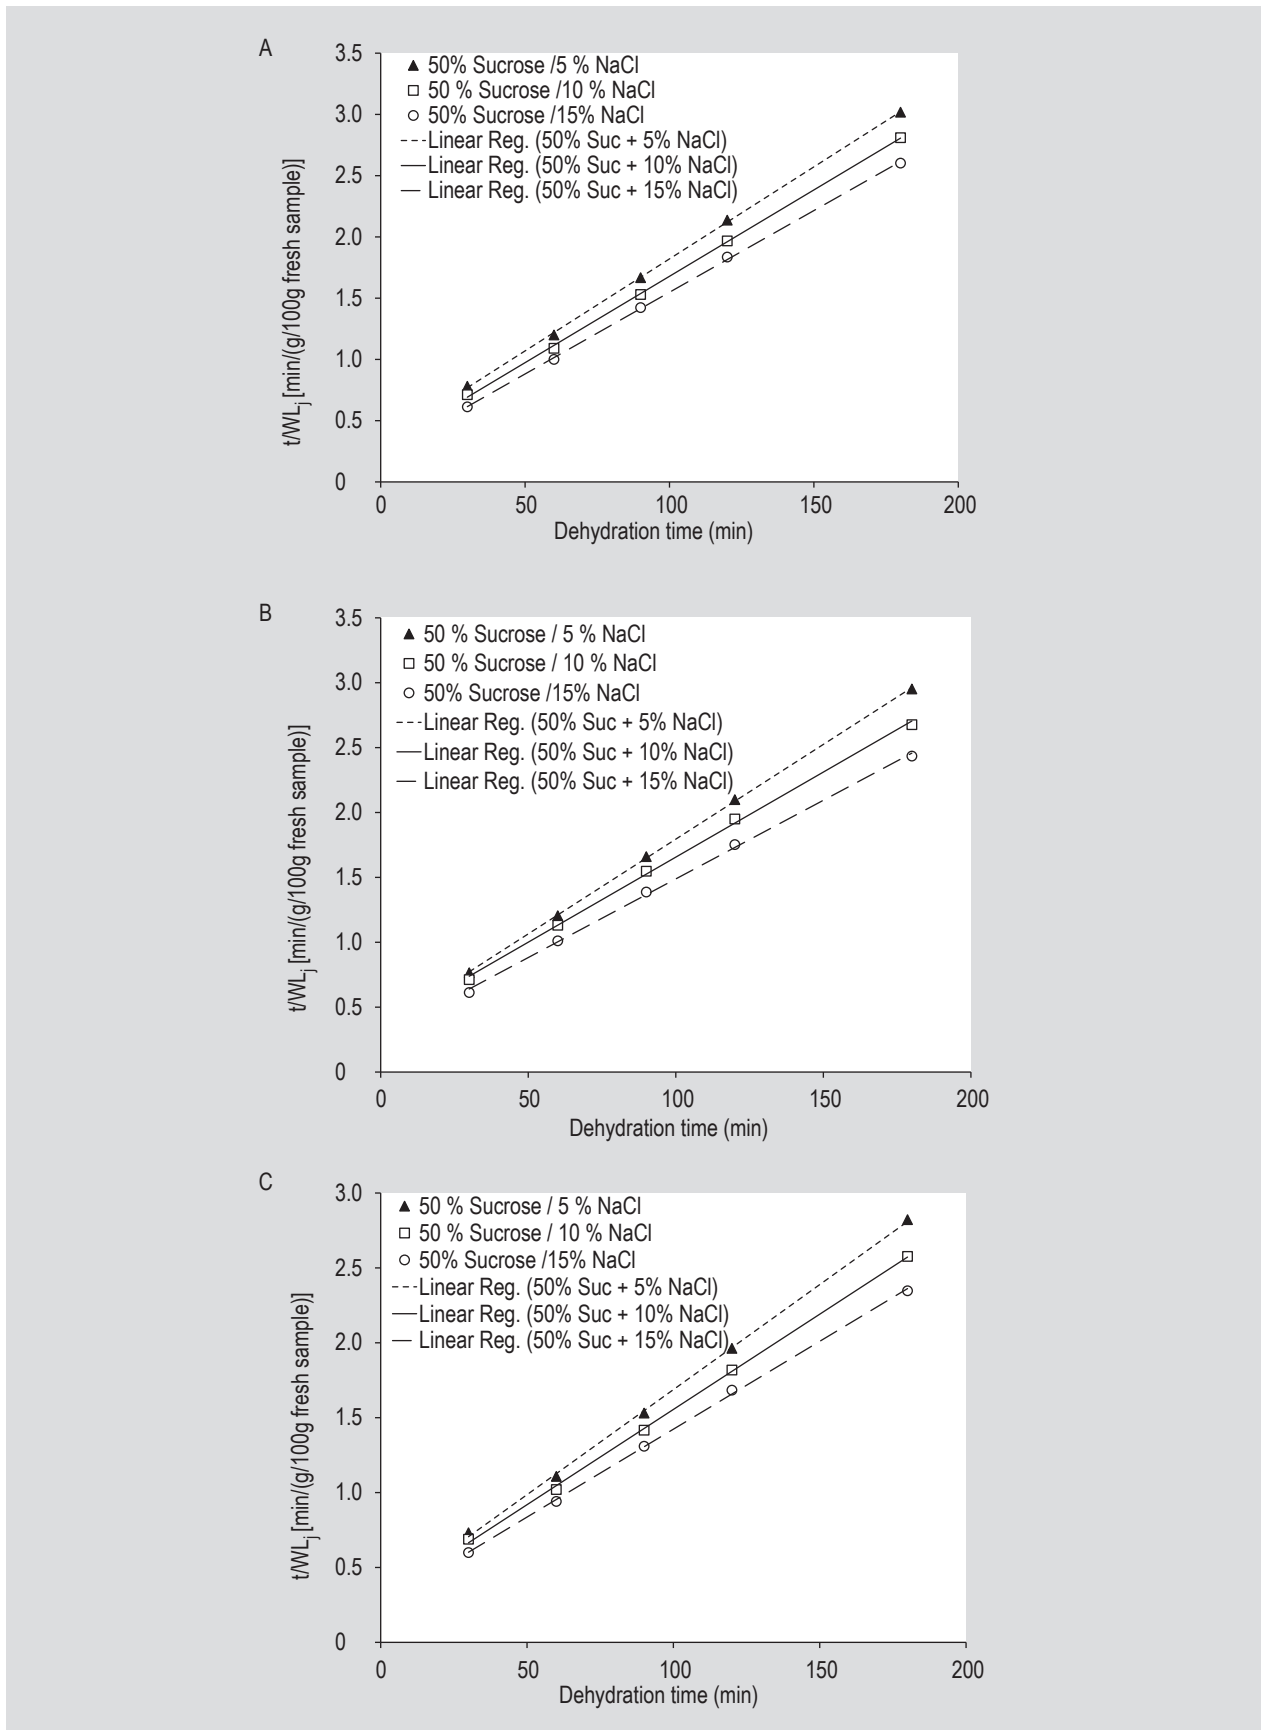 A
3.5
3.0
2.5
2.0
1.5
1.0
0.5
0
50% Sucrose /5 % NaCl
50 % Sucrose /10 % NaCl
50% Sucrose /15% NaCl
Linear Reg. (50% Suc + 5% NaCl)
Linear Reg. (50% Suc + 10% NaCl)
Linear Reg. (50% Suc + 15% NaCl)
t/WLj [min/(g/100g fresh sample)]
0 50 100 150 200
Dehydration time (min)
B
3.5
3.0
2.5
2.0
1.5
1.0
0.5
0
50 % Sucrose / 5 % NaCl
50 % Sucrose / 10 % NaCl
50% Sucrose /15% NaCl
Linear Reg. (50% Suc + 5% NaCl)
Linear Reg. (50% Suc + 10% NaCl)
Linear Reg. (50% Suc + 15% NaCl)
t/WLj [min/(g/100g fresh sample)]
0 50 100 150 200
Dehydration time (min)
C
3.0
2.5
2.0
1.5
1.0
0.5
0
50 % Sucrose / 5 % NaCl
50 % Sucrose / 10 % NaCl
50% Sucrose /15% NaCl
Linear Reg. (50% Suc + 5% NaCl)
Linear Reg. (50% Suc + 10% NaCl)
Linear Reg. (50% Suc + 15% NaCl)
t/WLj [min/(g/100g fresh sample)]
0 50 100 150 200
Dehydration time (min)